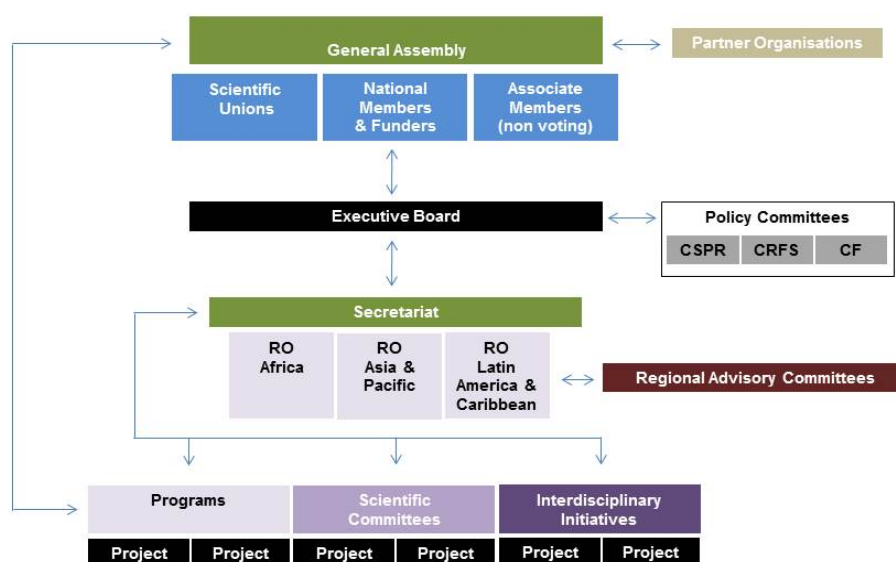 General Assembly
Partner Organisations
Scientific
Unions
National
Members
& Funders
Associate
Members
(non voting)
Executive Board
Policy Committees
CSPR CRFS CF
Secretariat
RO
Africa
RO
Asia &
Pacific
RO
Latin
America &
Caribbean
Regional Advisory Committees
Programs
Scientific
Committees
Interdisciplinary
Initiatives
Project Project Project Project Project Project